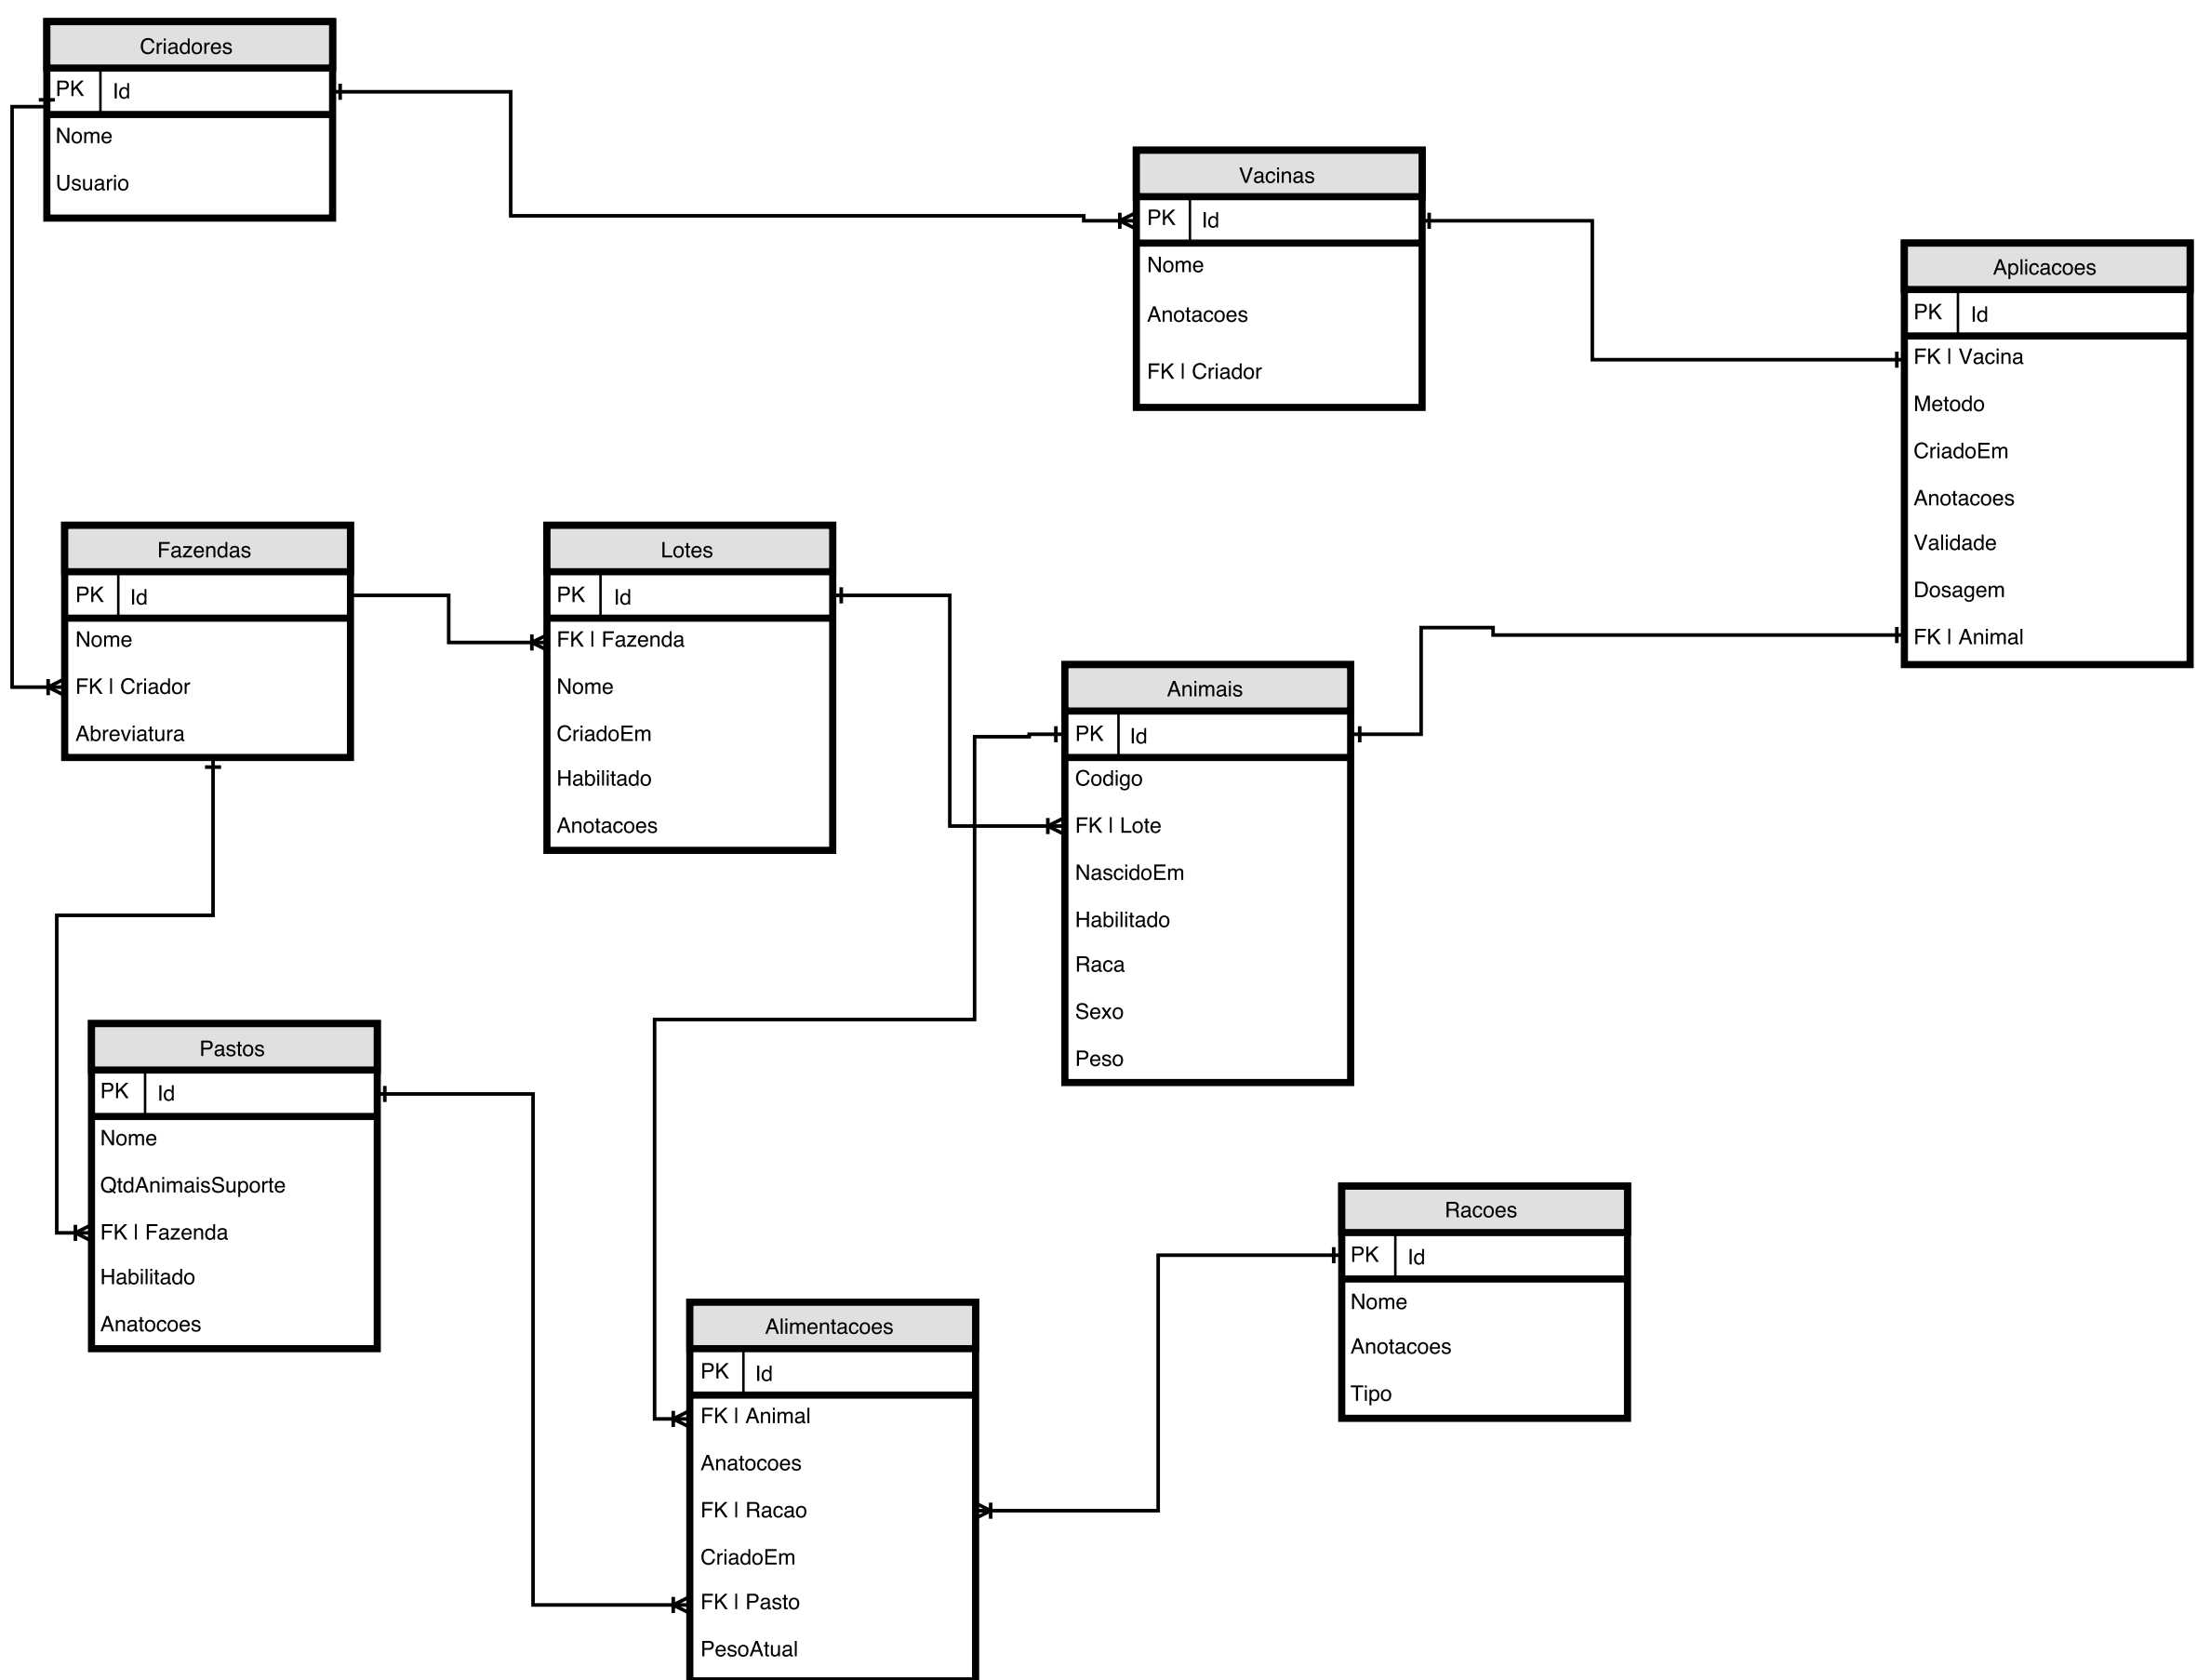 Criadores
PK Id
Nome
Usuario
Vacinas
PK Id
Nome
Anotacoes
FK | Criador
Aplicacoes
PK Id
FK | Vacina
Metodo
CriadoEm
Anotacoes
Validade
Dosagem
FK | Animal
Fazendas
PK Id
Nome
FK | Criador
Abreviatura
Lotes
PK Id
FK | Fazenda
Nome
CriadoEm
Habilitado
Anotacoes
Animais
PK Id
Codigo
FK | Lote
NascidoEm
Habilitado
Raca
Sexo
Peso
Pastos
PK Id
Nome
QtdAnimaisSuporte
FK | Fazenda
Habilitado
Anatocoes
Racoes
PK Id
Nome
Anotacoes
Tipo
Alimentacoes
PK Id
FK | Animal
Anatocoes
FK | Racao
CriadoEm
FK | Pasto
PesoAtual